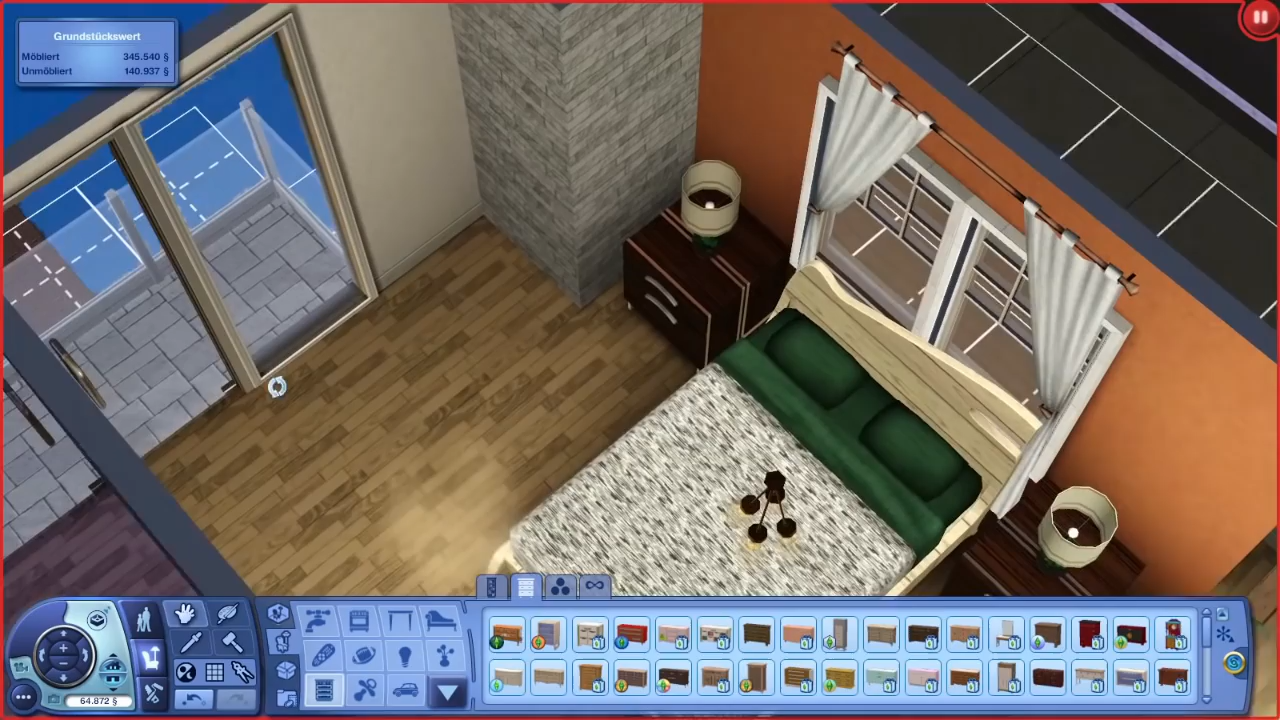 Grundstückswert
Möbliert 345.540 §
Unmöbliert 140.937 §
64.872 §